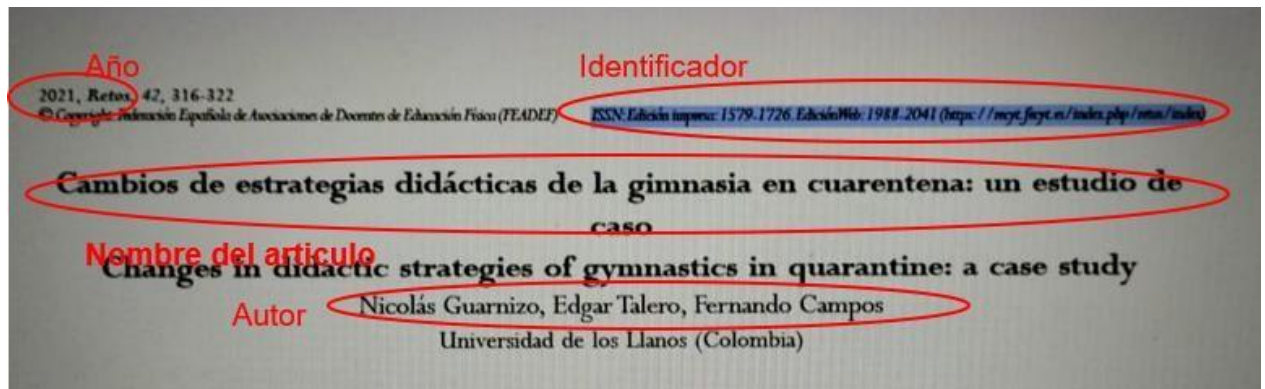 Año
Identificador
2021, Retos, 42, 316-322
© Copyright: Federación Española de Asociaciones de Docentes de Educación Física (FEADEF)
ISSN: Edición impresa: 1579-1726. Edición Web: 1988-2041 (https://recyt.fecyt.es/index.php/retos/index)
Cambios de estrategias didácticas de la gimnasia en cuarentena: un estudio de
caso
Nombre del articulo
Changes in didactic strategies of gymnastics in quarantine: a case study
Autor
Nicolás Guarnizo, Edgar Talero, Fernando Campos
Universidad de los Llanos (Colombia)